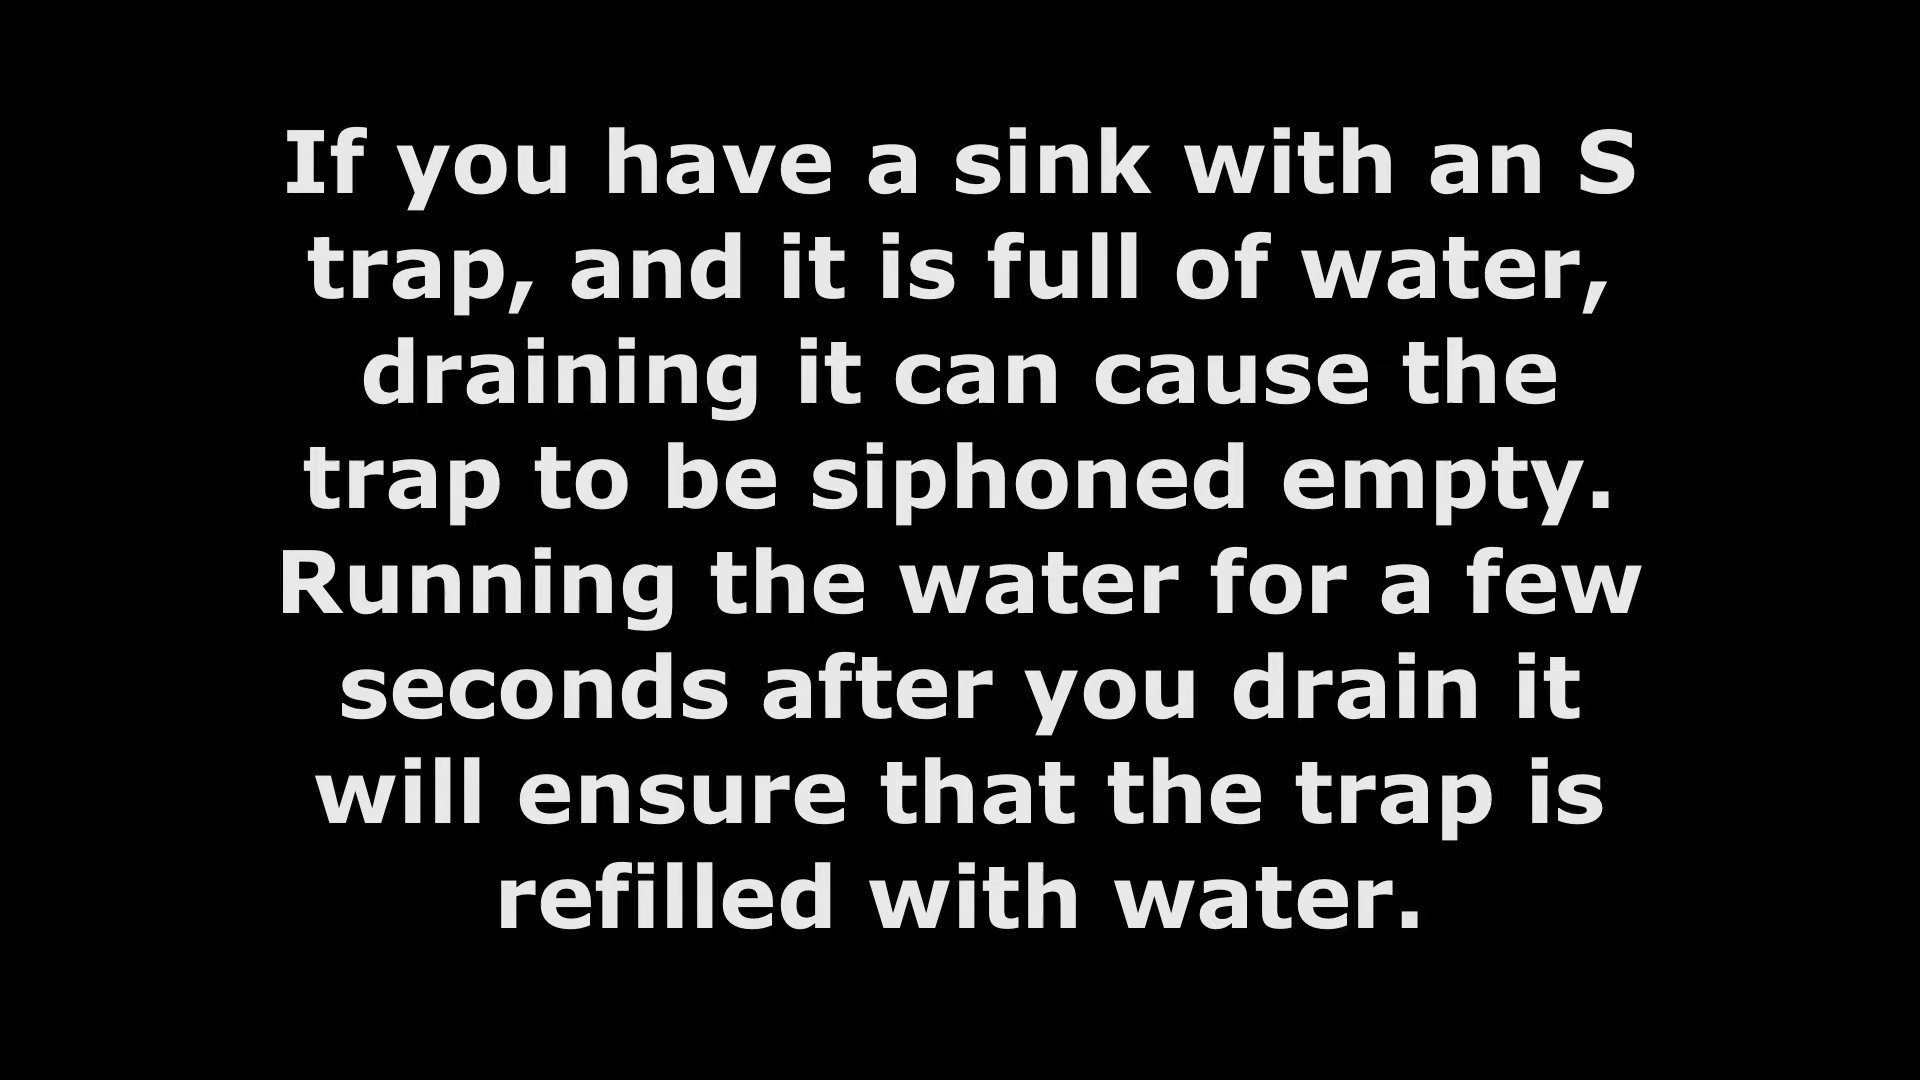 If you have a sink with an S
trap, and it is full of water,
draining it can cause the
trap to be siphoned empty.
Running the water for a few
seconds after you drain it
will ensure that the trap is
refilled with water.